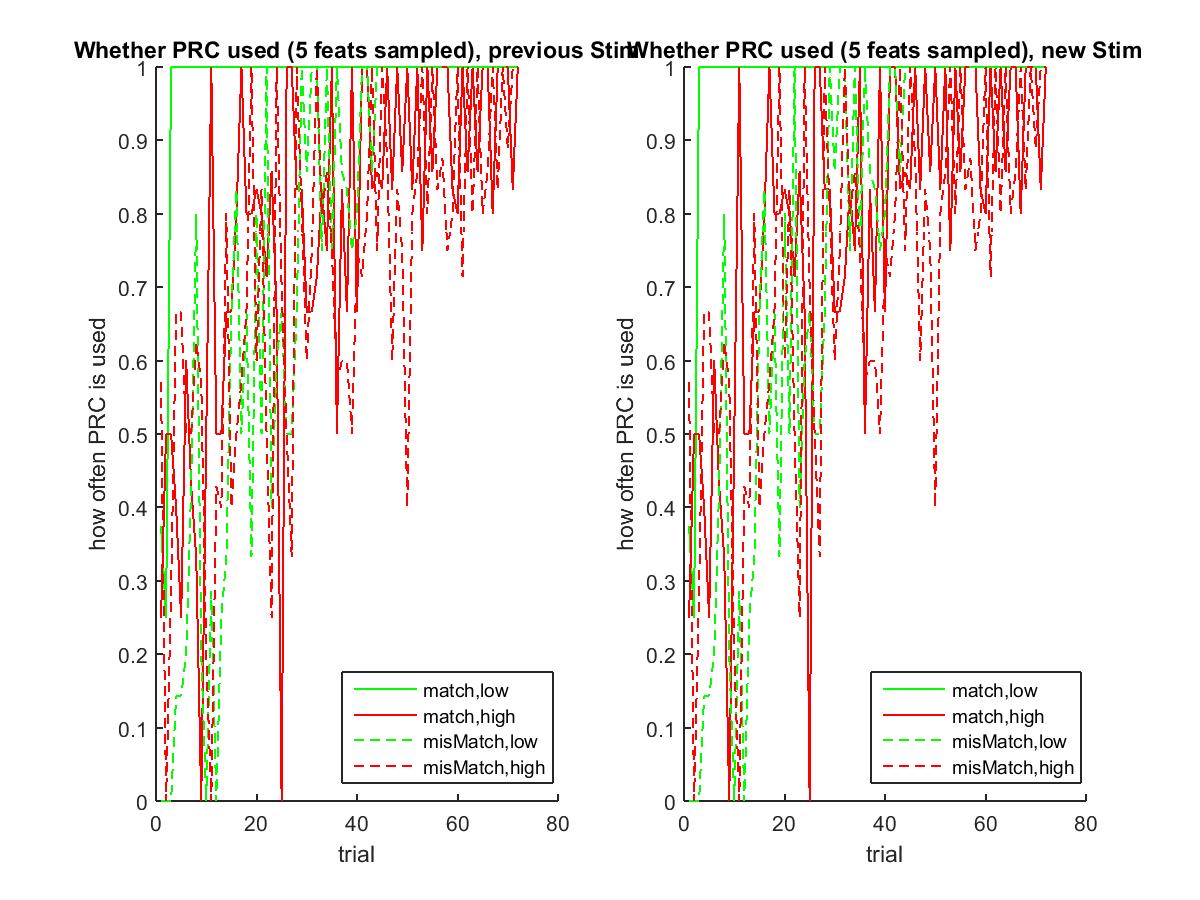 Whether PRC used (5 feats sampled), previous Stim
1
0.9
0.8
0.7
0.6
0.5
0.4
0.3
0.2
0.1
0
0
20
40
60
80
how often PRC is used
trial
match,low
match,high
misMatch,low
misMatch,high
Whether PRC used (5 feats sampled), new Stim
1
0.9
0.8
0.7
0.6
0.5
0.4
0.3
0.2
0.1
0
0
20
40
60
80
how often PRC is used
trial
match,low
match,high
misMatch,low
misMatch,high